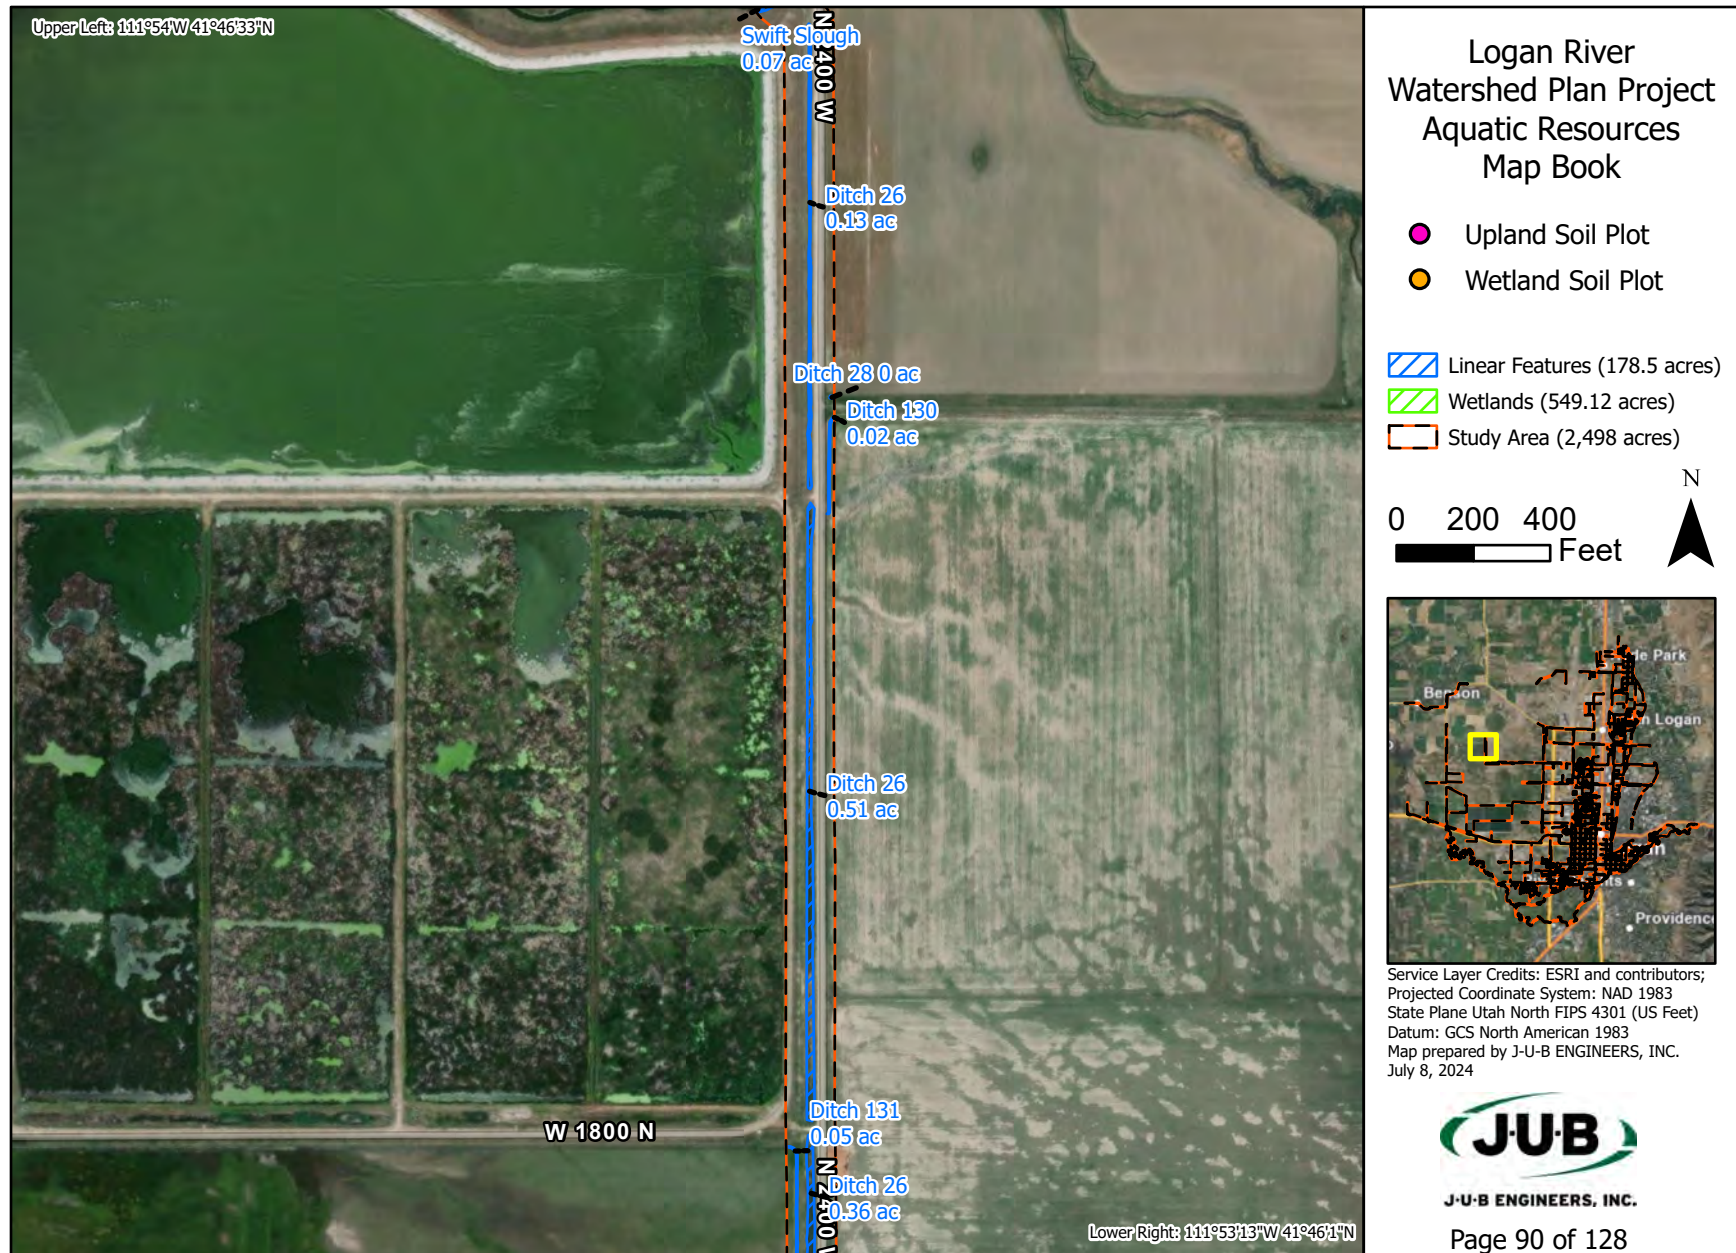 Upper Left: 111°54'W 41°46'33"N
Swift Slough
0.07 ac
N 2400 W
Ditch 26
0.13 ac
Ditch 28 0 ac
Ditch 130
0.02 ac
Ditch 26
0.51 ac
Ditch 131
0.05 ac
W 1800 N
Ditch 26
0.36 ac
N 2400 W
Lower Right: 111°53'13"W 41°46'1"N
Logan River
Watershed Plan Project
Aquatic Resources
Map Book
Upland Soil Plot
Wetland Soil Plot
Linear Features (178.5 acres)
Wetlands (549.12 acres)
Study Area (2,498 acres)
N
0 200 400
Feet
de Park
Benson
Logan
Providenc
Service Layer Credits: ESRI and contributors;
Projected Coordinate System: NAD 1983
State Plane Utah North FIPS 4301 (US Feet)
Datum: GCS North American 1983
Map prepared by J-U-B ENGINEERS, INC.
July 8, 2024
J·U·B
J·U·B ENGINEERS, INC.
Page 90 of 128